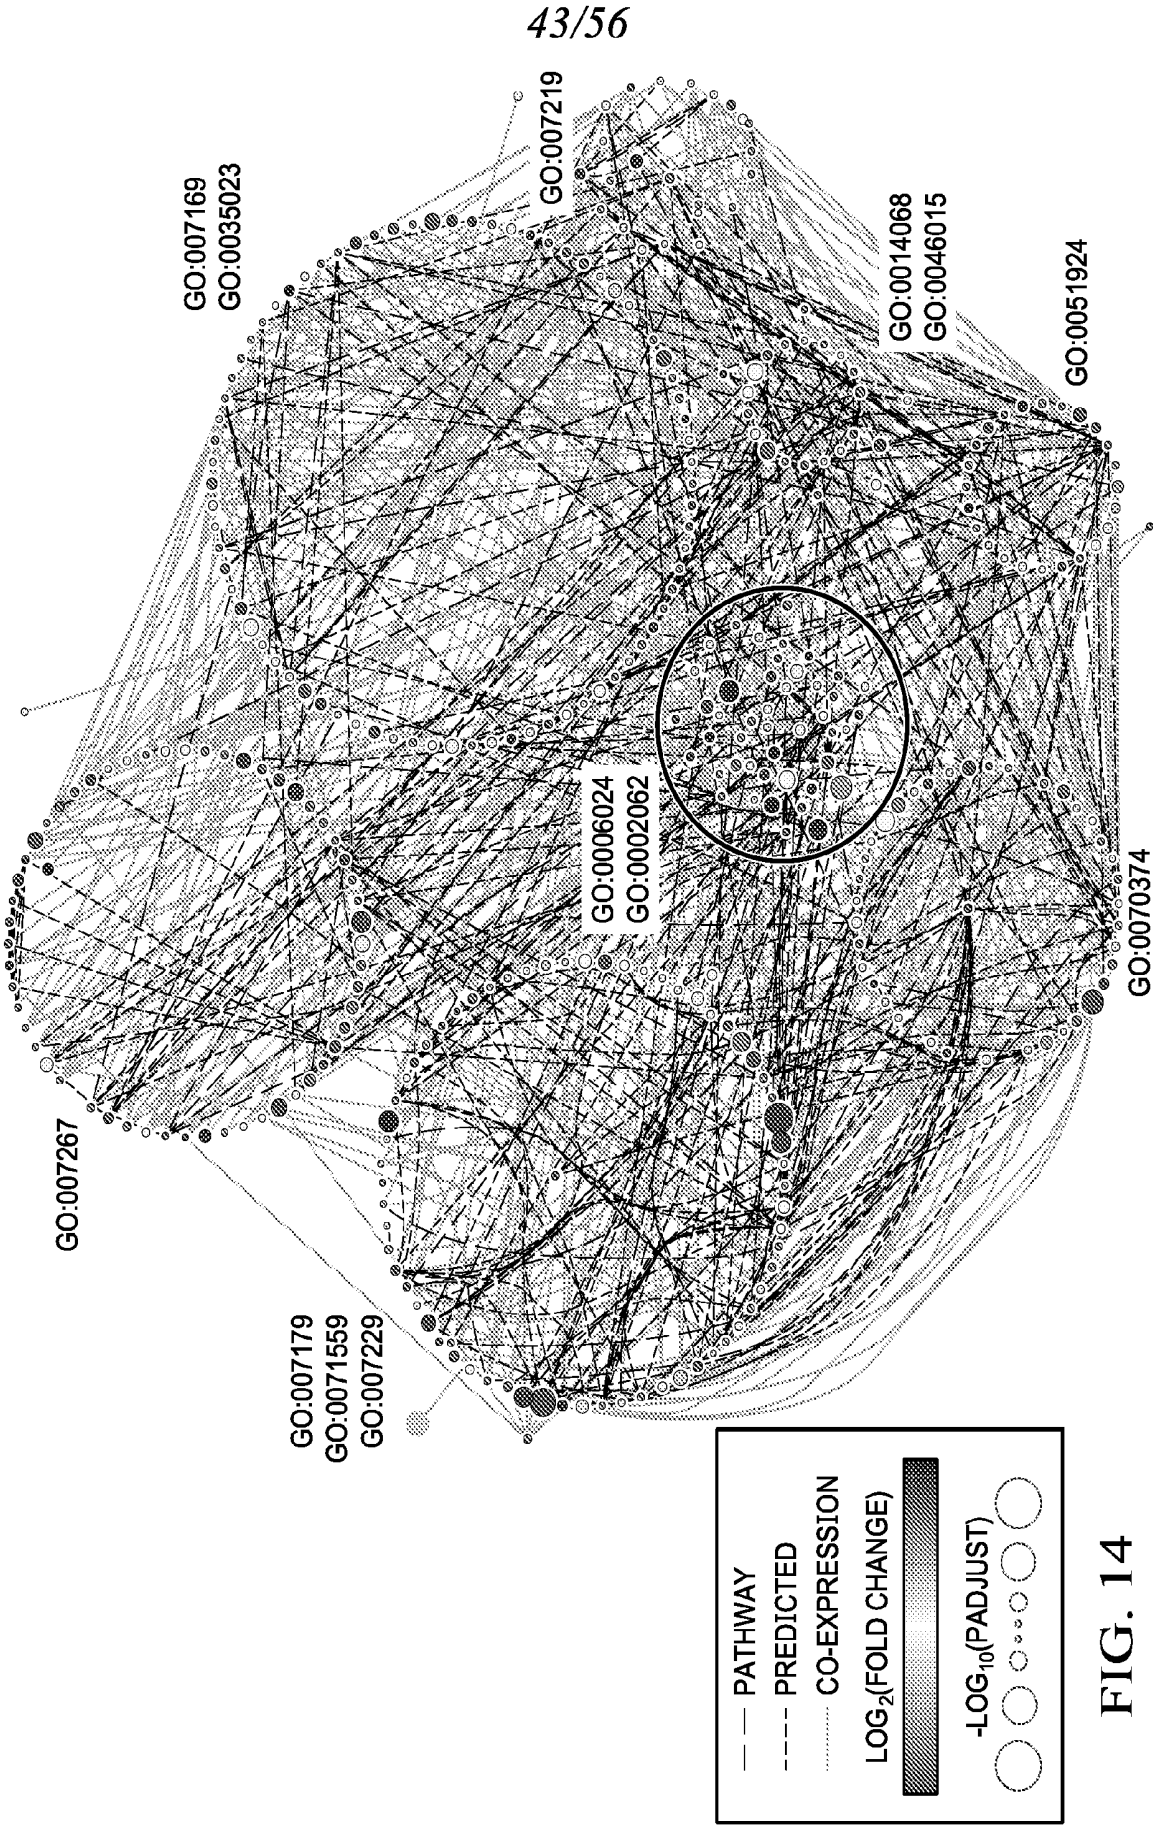 43/56
GO:007267
GO:007169
GO:0035023
GO:007219
GO:007179
GO:0071559
GO:007229
GO:0006024
GO:0002062
GO:0014068
GO:0046015
GO:0051924
GO:0070374
PATHWAY
PREDICTED
CO-EXPRESSION
LOG2(FOLD CHANGE)
-LOG10(PADJUST)
FIG. 14